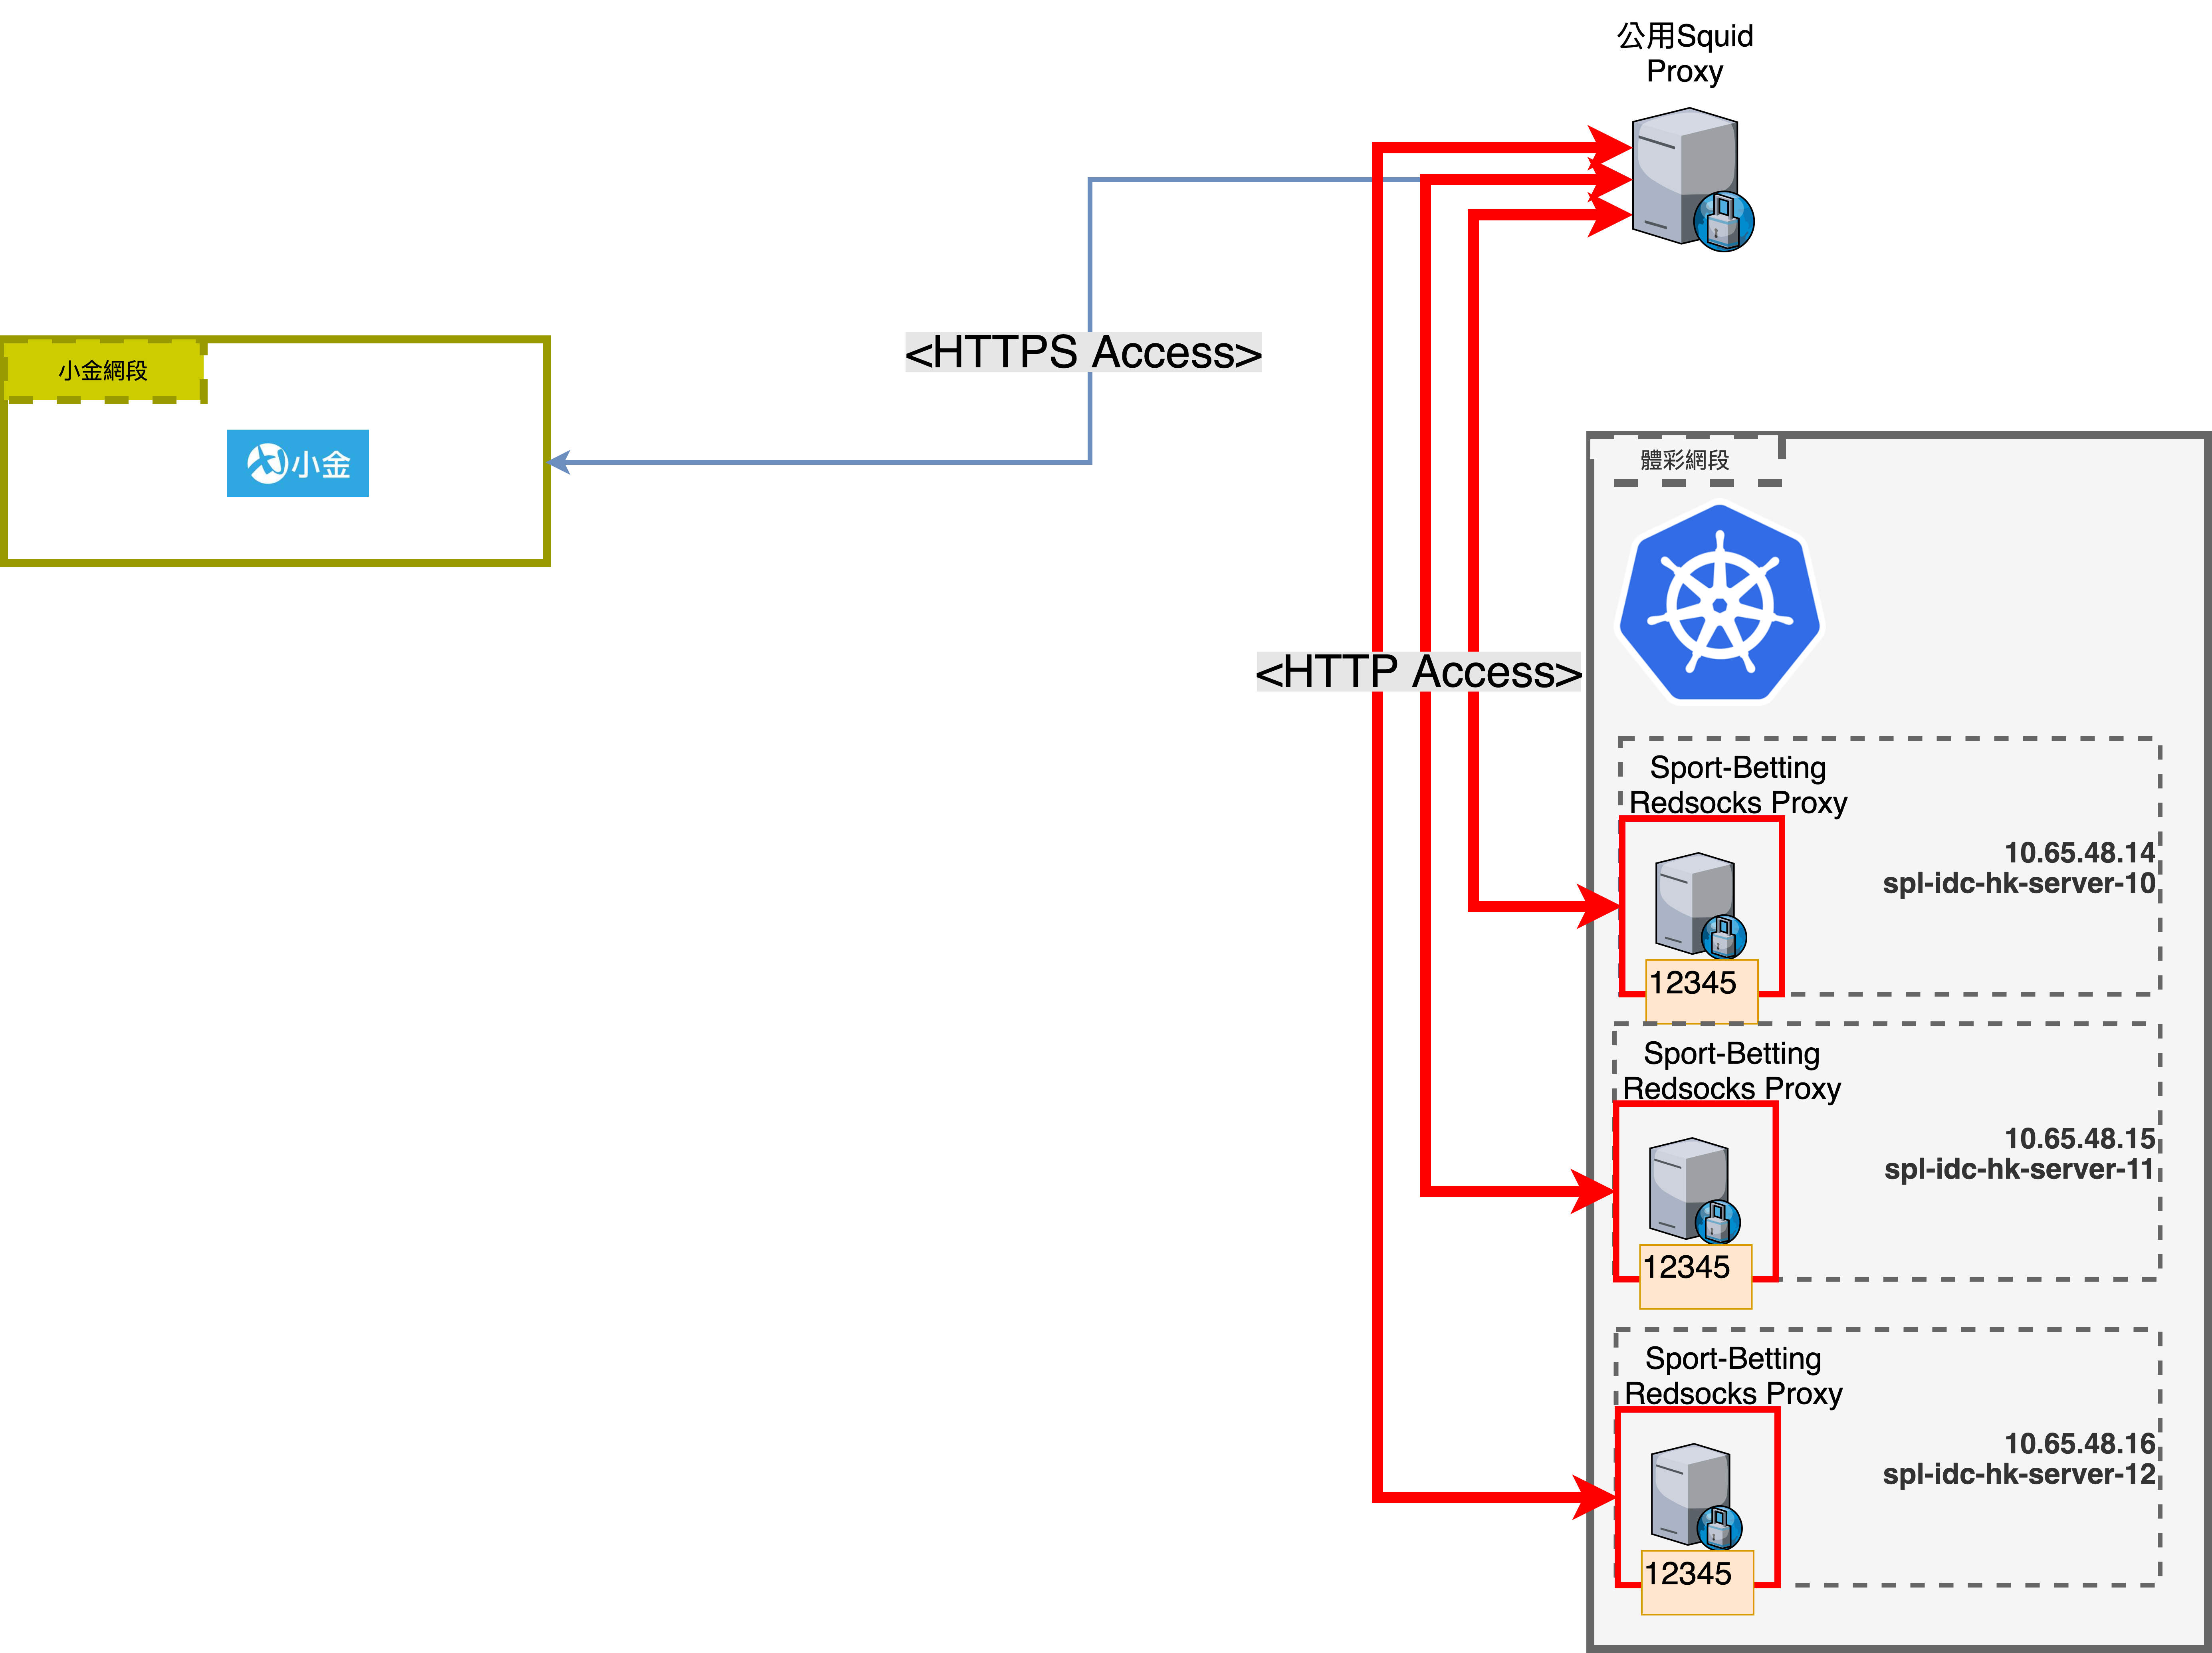 公用Squid
Proxy
<HTTPS Access>
小金網段
小金
體彩網段
<HTTP Access>
Sport-Betting
Redsocks Proxy
10.65.48.14
spl-idc-hk-server-10
12345
Sport-Betting
Redsocks Proxy
10.65.48.15
spl-idc-hk-server-11
12345
Sport-Betting
Redsocks Proxy
10.65.48.16
spl-idc-hk-server-12
12345